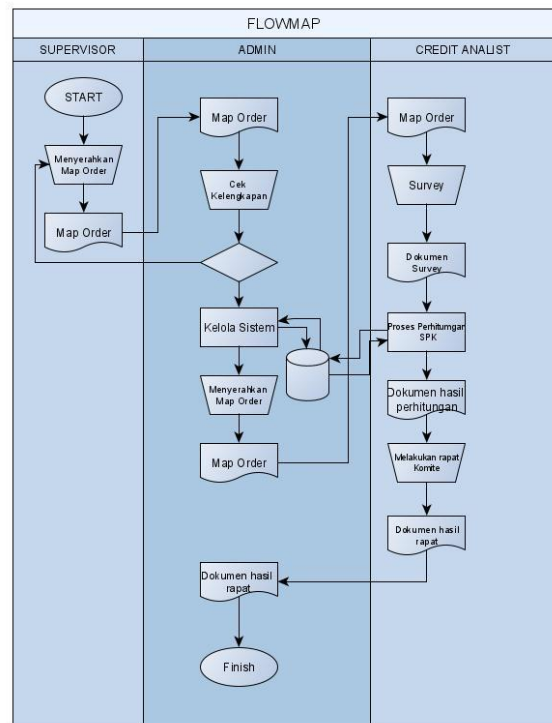 FLOWMAP
SUPERVISOR
ADMIN
CREDIT ANALIST
START
Menyerahkan
Map Order
Map Order
Map Order
Cek
Kelengkapan
Kelola Sistem
Menyerahkan
Map Order
Map Order
Map Order
Survey
Dokumen
Survey
Proses Perhitungan
SPK
Dokumen hasil
perhitungan
Melakukan rapat
Komite
Dokumen hasil
rapat
Dokumen hasil
rapat
Finish